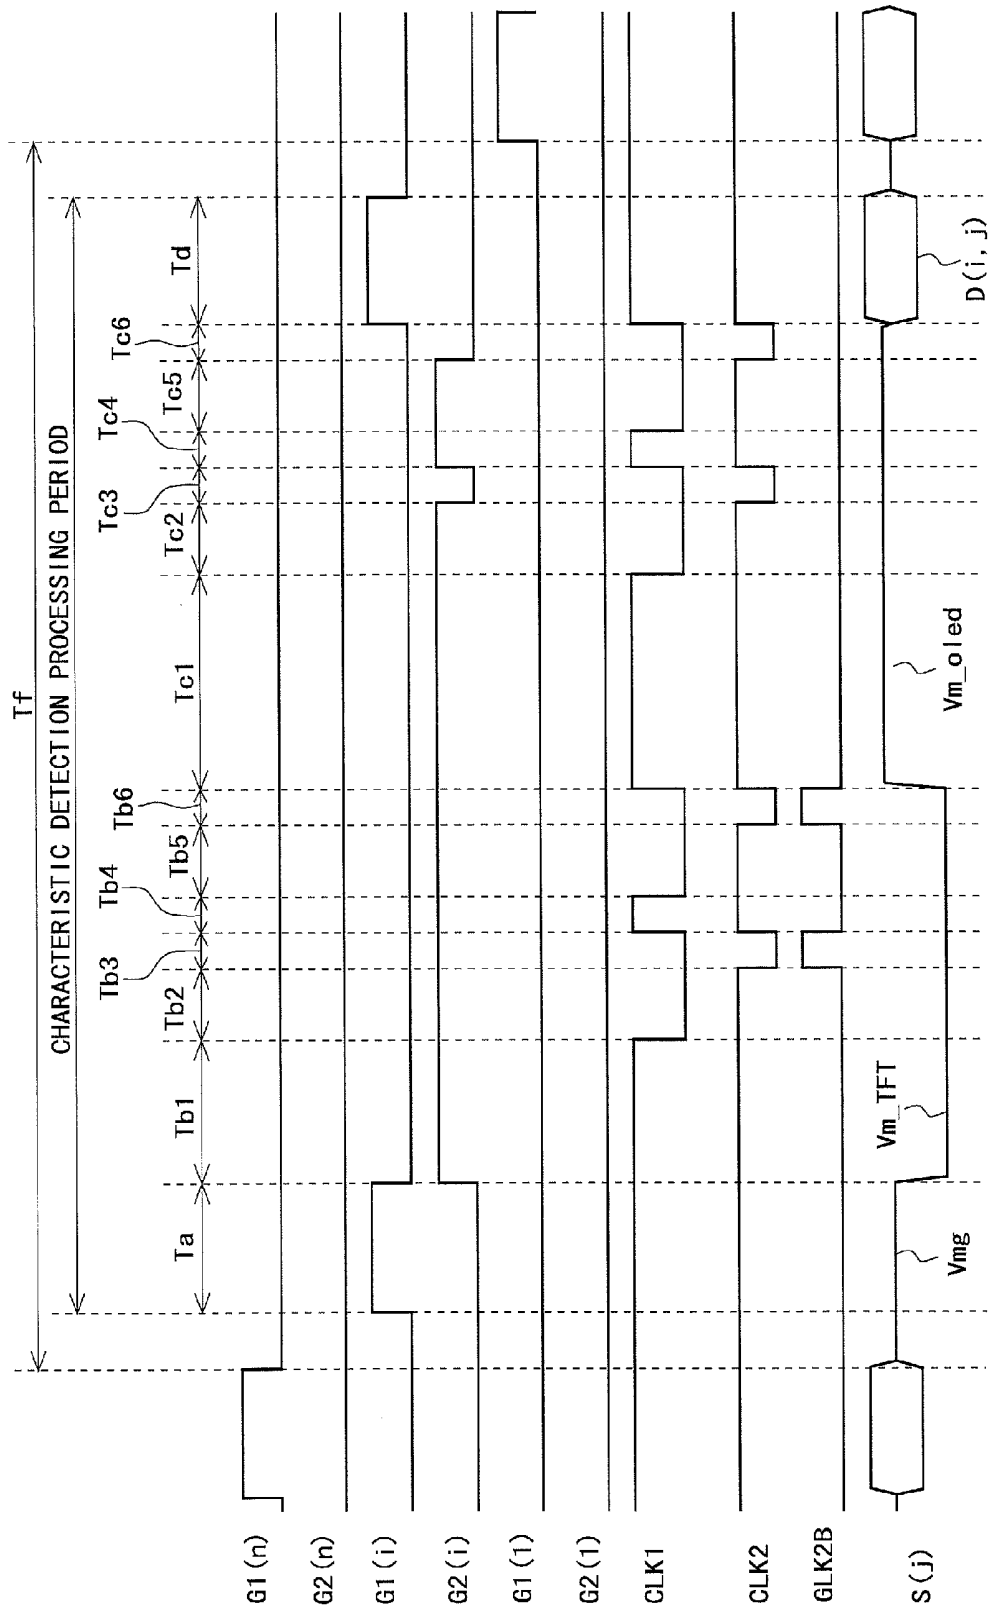 Tf
CHARACTERISTIC DETECTION PROCESSING PERIOD
Ta
Tb1
Tb2
Tb3
Tb4
Tb5
Tb6
Tc1
Tc2
Tc3
Tc4
Tc5
Tc6
Td
G1(n)
G2(n)
G1(i)
G2(i)
G1(1)
G2(1)
CLK1
CLK2
GLK2B
S(j)
Vmg
Vm_TFT
Vm_oled
D(i,j)